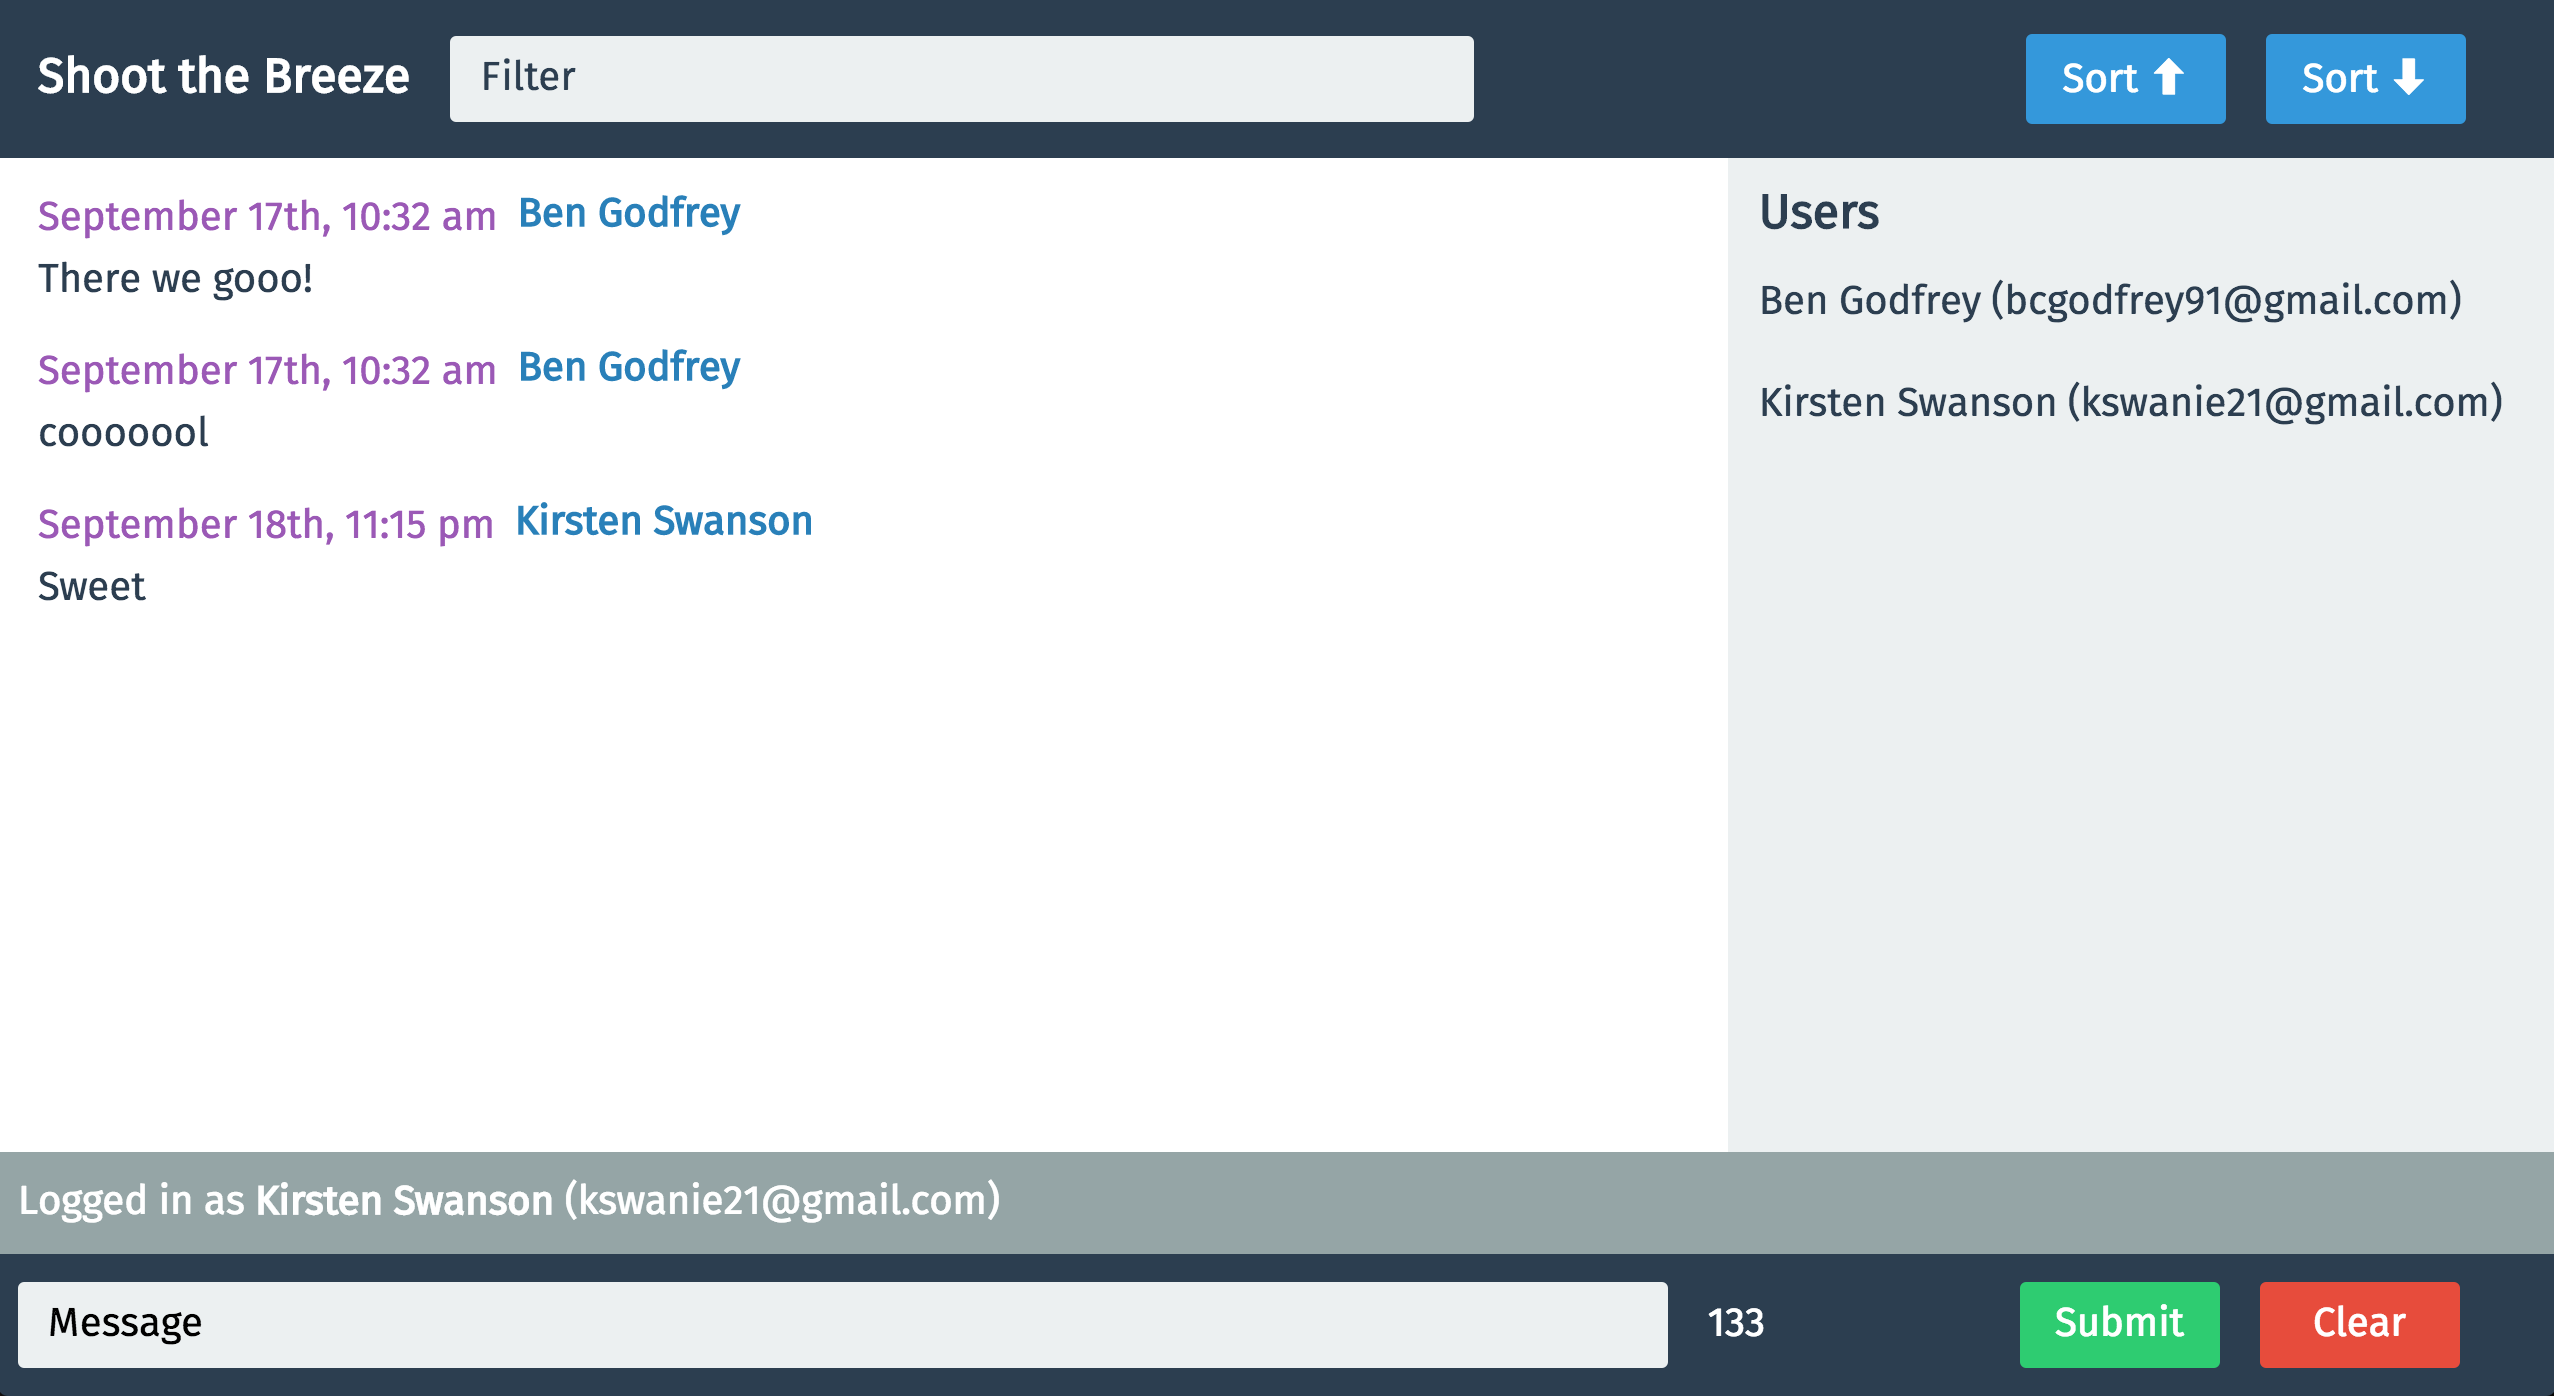 Shoot the Breeze
Filter
Sort
Sort
September 17th, 10:32 am Ben Godfrey
There we gooo!
September 17th, 10:32 am Ben Godfrey
cooooool
September 18th, 11:15 pm Kirsten Swanson
Sweet
Users
Ben Godfrey (bcgodfrey91@gmail.com)
Kirsten Swanson (kswanie21@gmail.com)
Logged in as Kirsten Swanson (kswanie21@gmail.com)
Message
133
Submit
Clear